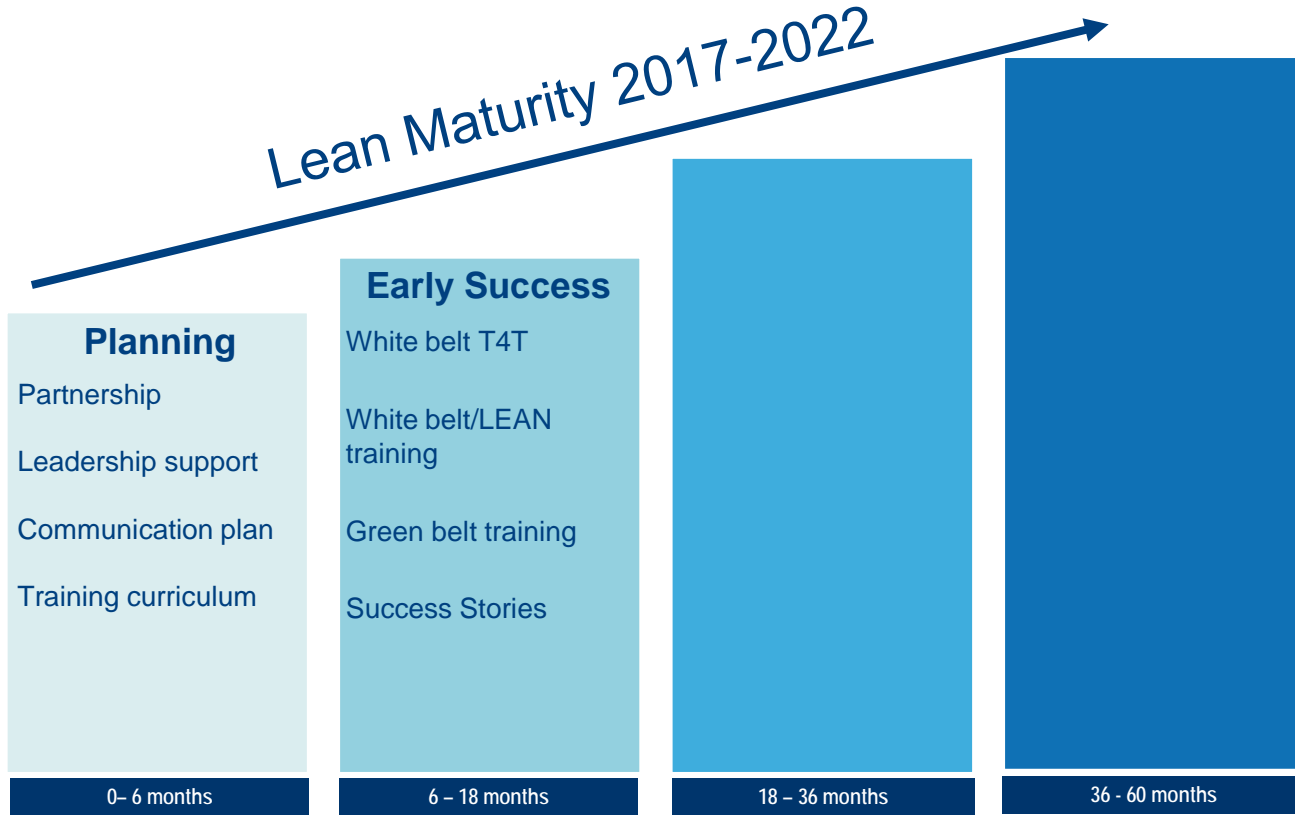 Lean Maturity 2017-2022
Planning
Partnership
Leadership support
Communication plan
Training curriculum
0– 6 months
Early Success
White belt T4T
White belt/LEAN
training
Green belt training
Success Stories
6 – 18 months
18 – 36 months
36 - 60 months